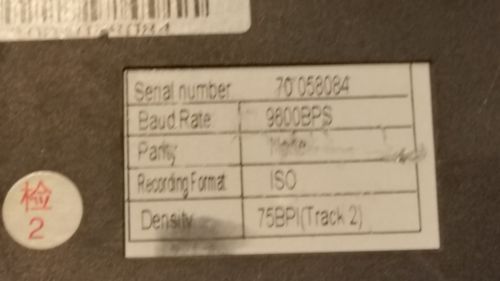 Serial number 70 058084
Baud Rate 9600BPS
Parity
Recording Format ISO
Density 75BPI(Track 2)
检
2